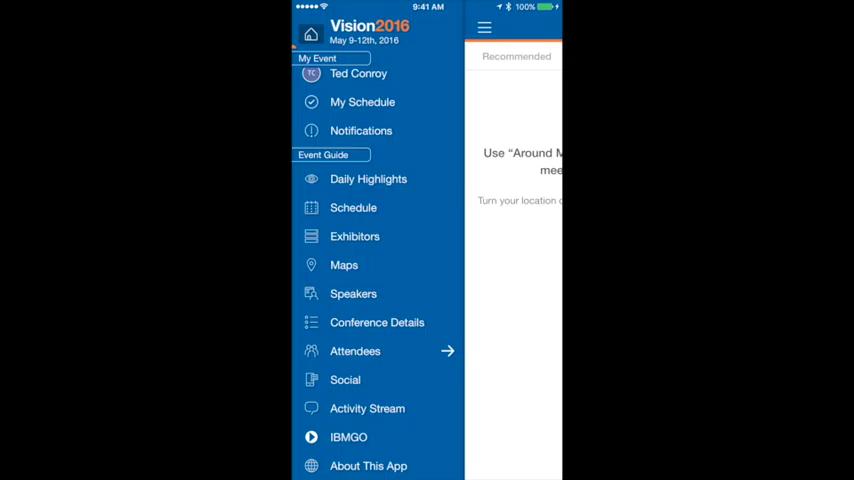 9:41 AM
100%
Vision2016
May 9-12th, 2016
My Event
TC
Ted Conroy
My Schedule
Notifications
Event Guide
Daily Highlights
Schedule
Exhibitors
Maps
Speakers
Conference Details
Attendees
Social
Activity Stream
IBMGO
About This App
Recommended
Use “Around M
mee
Turn your location